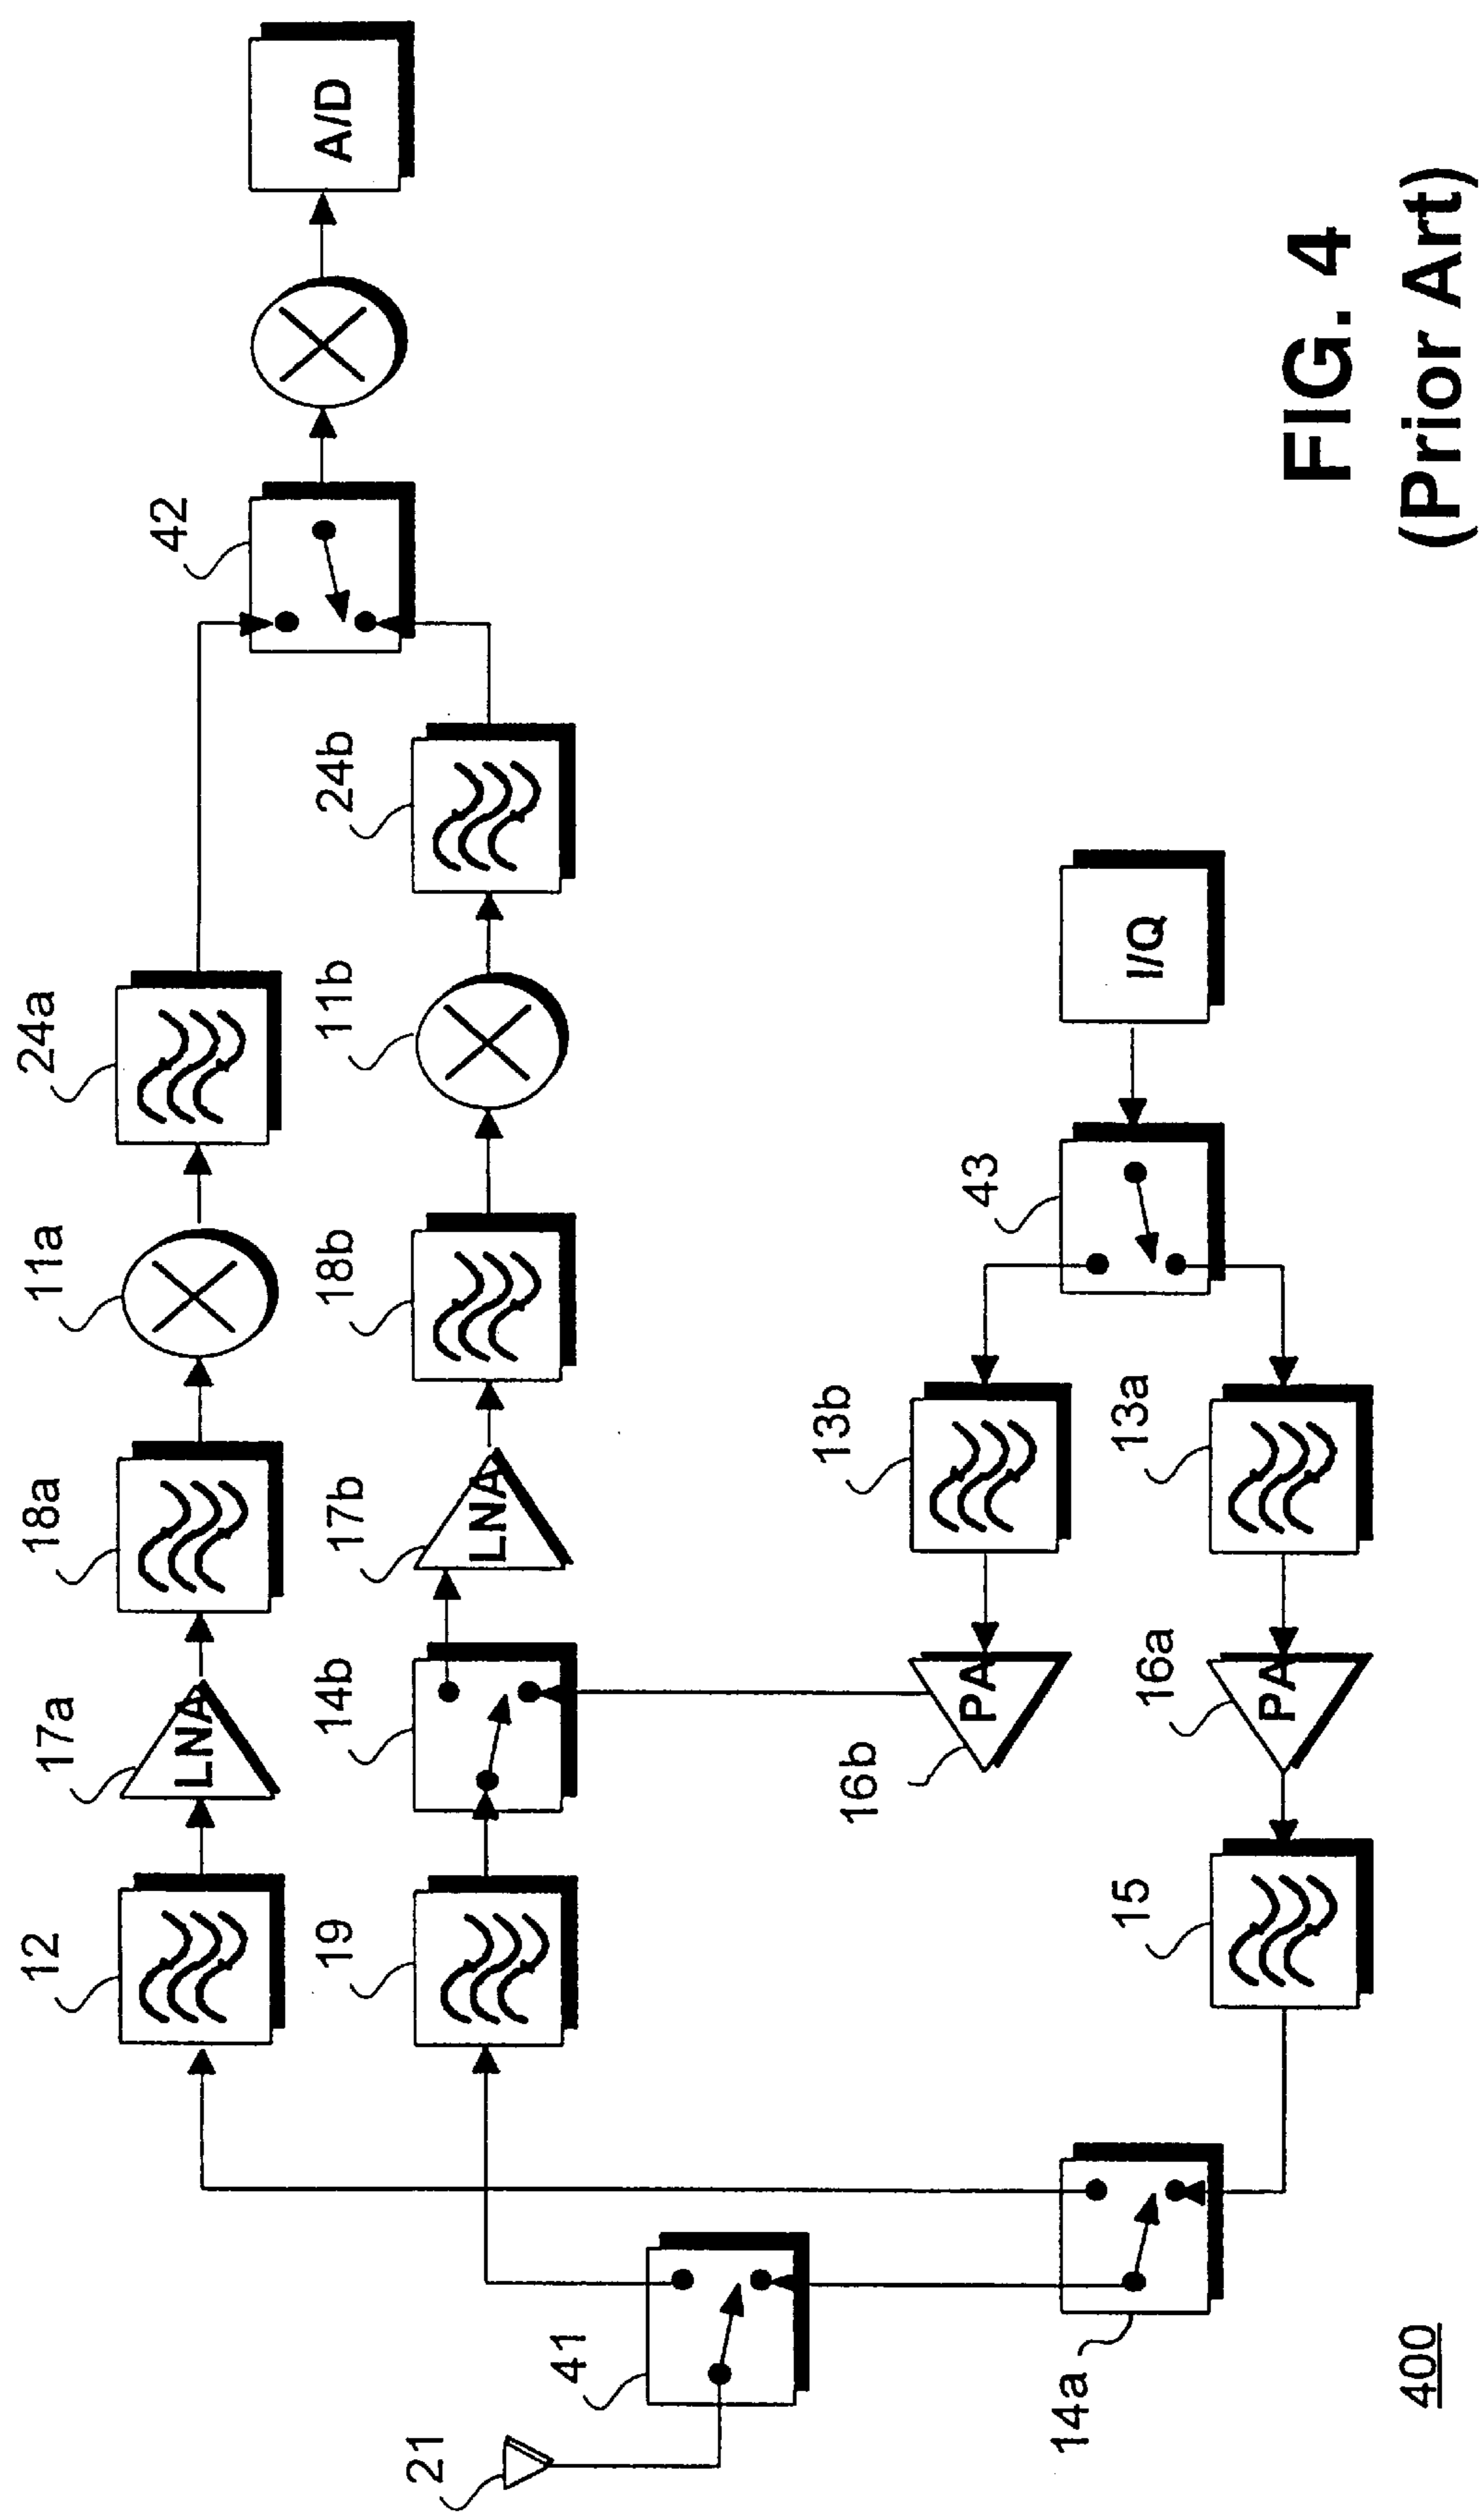 24a
11a
18a
17a
12
42
A/D
24b
11b
18b
17b
14b
19
LNA
LNA
21
41
13b
16b
PA
43
I/Q
13a
16a
PA
15
14a
400
FIG. 4
(Prior Art)